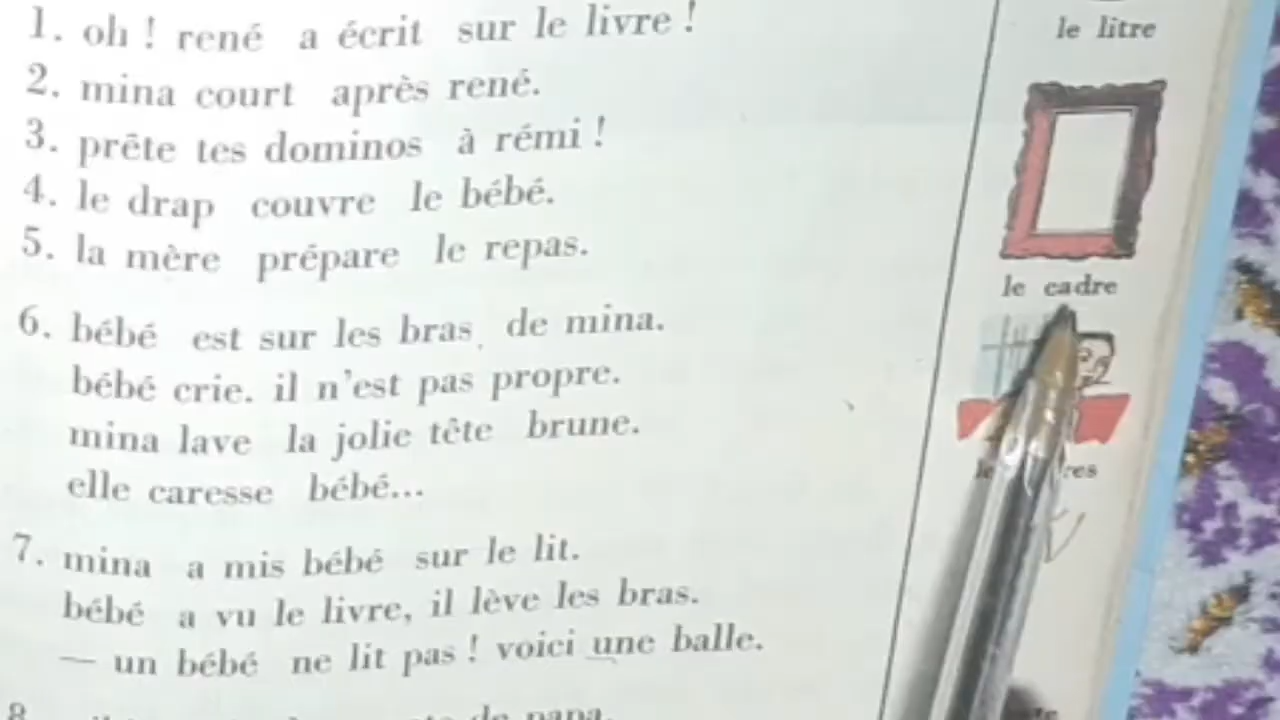 1. oh ! rené a écrit sur le livre !
2. mina court après rené.
3. prête tes dominos à rémi !
4. le drap couvre le bébé.
5. la mère prépare le repas.
6. bébé est sur les bras de mina.
bébé crie. il n'est pas propre.
mina lave la jolie tête brune.
elle caresse bébé...
7. mina a mis bébé sur le lit.
bébé a vu le livre, il lève les bras.
— un bébé ne lit pas ! voici une balle.
8. de papa.
le litre
le cadre